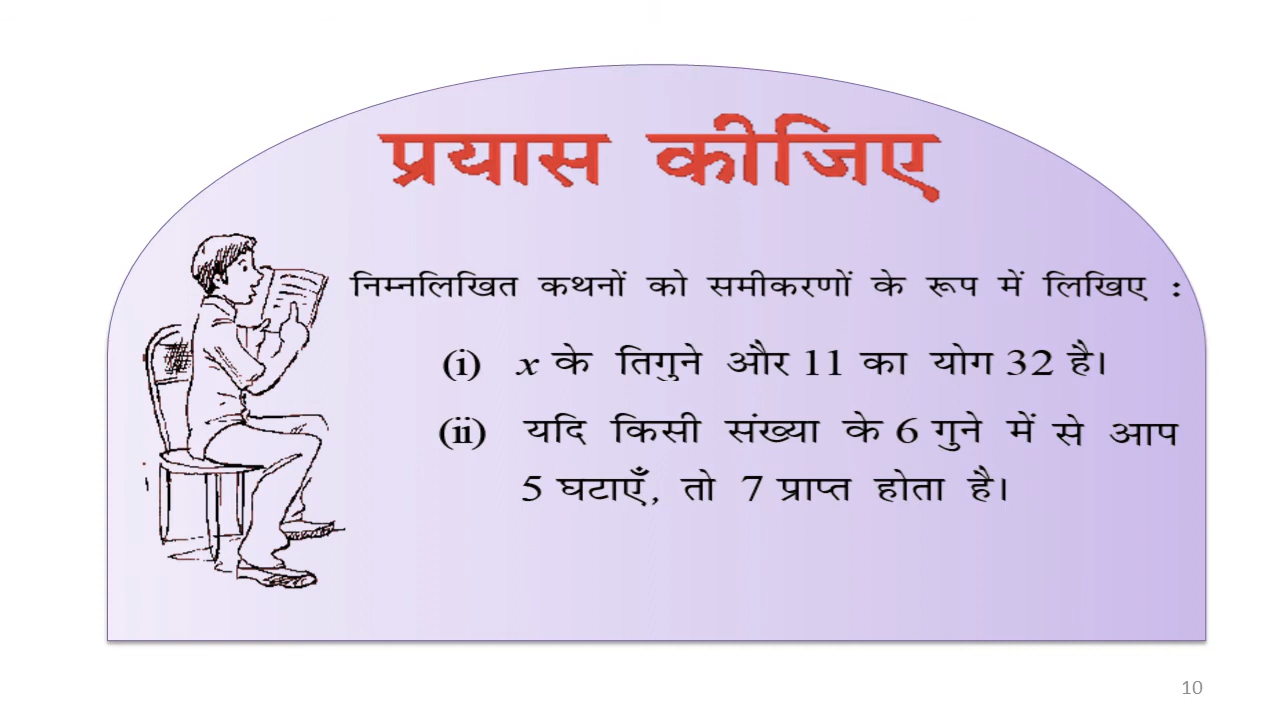 प्रयास कीजिए
निम्नलिखित कथनों को समीकरणों के रूप में लिखिए :
(i) x के तिगुने और 11 का योग 32 है।
(ii) यदि किसी संख्या के 6 गुने में से आप
5 घटाएँ, तो 7 प्राप्त होता है।
10